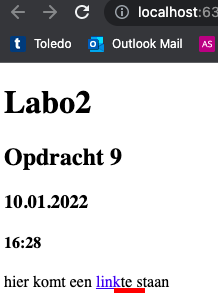 localhost:63
Toledo
Outlook Mail
AS
Labo2
Opdracht 9
10.01.2022
16:28
hier komt een linkte staan